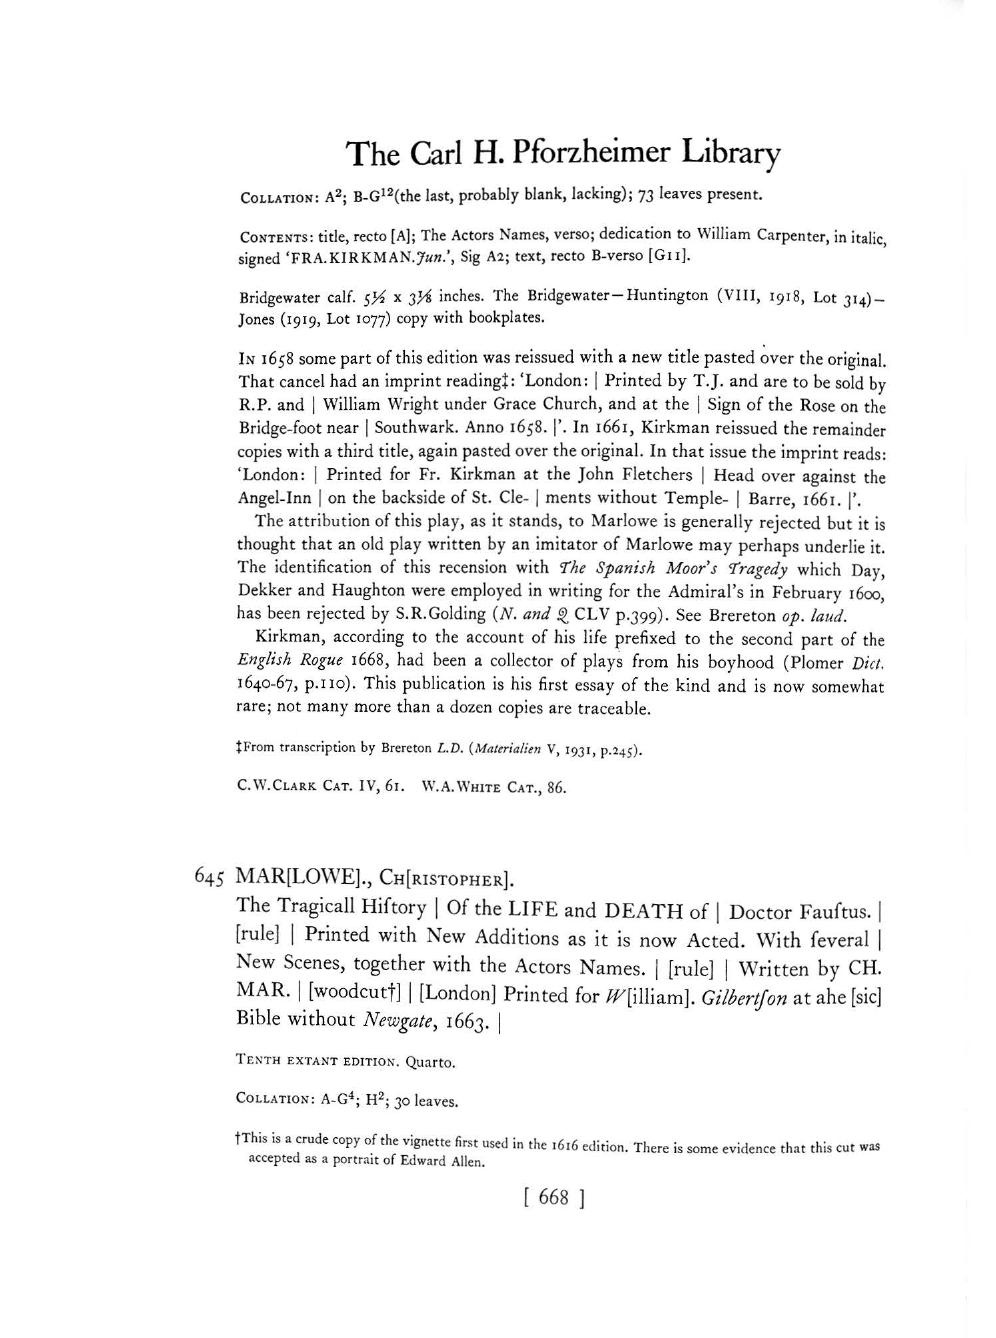 The Carl H. Pforzheimer Library
COLLATION: A²; B-G¹²(the last, probably blank, lacking); 73 leaves present.
CONTENTS: title, recto [A]; The Actors Names, verso; dedication to William Carpenter, in italic,
signed ‘FRA.KIRKMAN.Jun.’, Sig A2; text, recto B-verso [G11].
Bridgewater calf. 5½ x 3⅛ inches. The Bridgewater—Huntington (VIII, 1918, Lot 314)—
Jones (1919, Lot 1077) copy with bookplates.
IN 1658 some part of this edition was reissued with a new title pasted over the original.
That cancel had an imprint reading‡: ‘London: | Printed by T.J. and are to be sold by
R.P. and | William Wright under Grace Church, and at the | Sign of the Rose on the
Bridge-foot near | Southwark. Anno 1658. |’. In 1661, Kirkman reissued the remainder
copies with a third title, again pasted over the original. In that issue the imprint reads:
‘London: | Printed for Fr. Kirkman at the John Fletchers | Head over against the
Angel-Inn | on the backside of St. Cle- | ments without Temple- | Barre, 1661. |’.
The attribution of this play, as it stands, to Marlowe is generally rejected but it is
thought that an old play written by an imitator of Marlowe may perhaps underlie it.
The identification of this recension with The Spanish Moor's Tragedy which Day,
Dekker and Haughton were employed in writing for the Admiral's in February 1600,
has been rejected by S.R.Golding (N. and Q. CLV p.399). See Brereton op. laud.
Kirkman, according to the account of his life prefixed to the second part of the
English Rogue 1668, had been a collector of plays from his boyhood (Plomer Dict.
1640-67, p.110). This publication is his first essay of the kind and is now somewhat
rare; not many more than a dozen copies are traceable.
‡From transcription by Brereton L.D. (Materialien V, 1931, p.245).
C.W.CLARK CAT. IV, 61. W.A.WHITE CAT., 86.
645 MAR[LOWE]., CH[RISTOPHER].
The Tragicall Hiſtory | Of the LIFE and DEATH of | Doctor Fauſtus. |
[rule] | Printed with New Additions as it is now Acted. With ſeveral |
New Scenes, together with the Actors Names. | [rule] | Written by CH.
MAR. | [woodcut†] | [London] Printed for W[illiam]. Gilbertſon at ahe [sic]
Bible without Newgate, 1663. |
TENTH EXTANT EDITION. Quarto.
COLLATION: A-G⁴; H²; 30 leaves.
†This is a crude copy of the vignette first used in the 1616 edition. There is some evidence that this cut was
accepted as a portrait of Edward Allen.
[ 668 ]